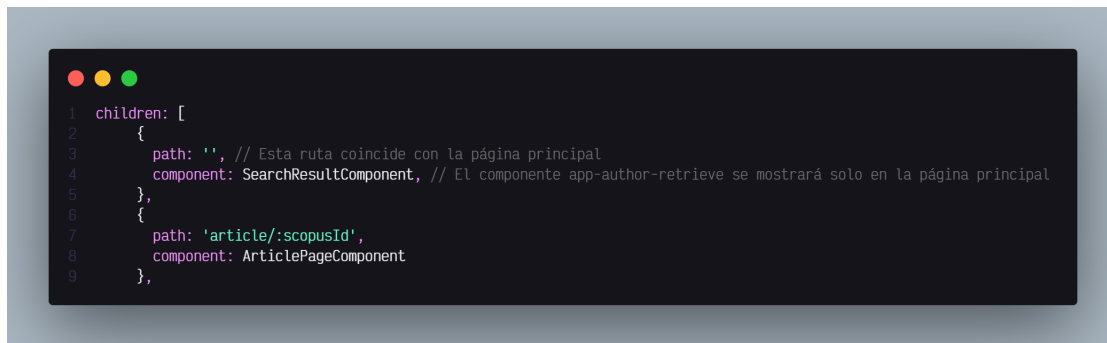 1 children: [
2 {
3 path: '', // Esta ruta coincide con la página principal
4 component: SearchResultComponent, // El componente app-author-retrieve se mostrará solo en la página principal
5 },
6 {
7 path: 'article/:scopusId',
8 component: ArticlePageComponent
9 },